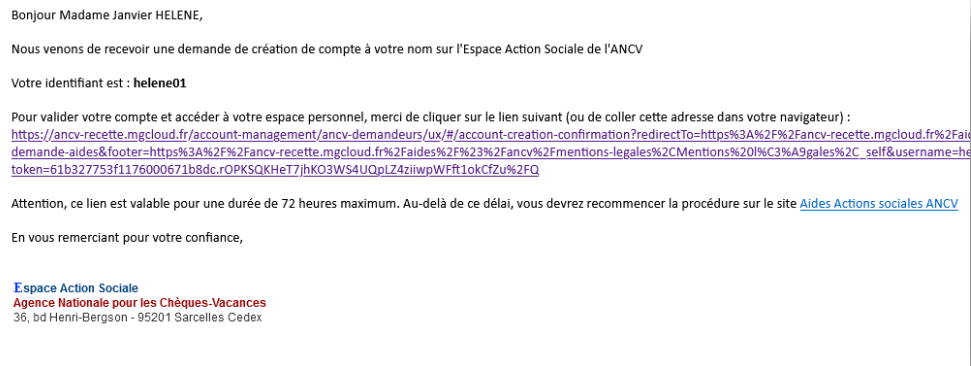 Bonjour Madame Janvier HELENE,
Nous venons de recevoir une demande de création de compte à votre nom sur l'Espace Action Sociale de l'ANCV
Votre identifiant est : helene01
Pour valider votre compte et accéder à votre espace personnel, merci de cliquer sur le lien suivant (ou de coller cette adresse dans votre navigateur) :
https://ancv-recette.mgcloud.fr/account-management/ancv-demandeurs/ux/#/account-creation-confirmation?redirectTo=https%3A%2F%2Fancv-recette.mgcloud.fr%2Faid
demande-aides&footer=https%3A%2F%2Fancv-recette.mgcloud.fr%2Faides%2F%23%2Fancv%2Fmentions-legales%2CMentions%20l%C3%A9gales%2C_self&username=he
token=61b327753f1176000671b8dc.rOPKSQKHeT7jhKO3WS4UQpLZ4ziiwpWFft1okCfZu%2FQ
Attention, ce lien est valable pour une durée de 72 heures maximum. Au-delà de ce délai, vous devrez recommencer la procédure sur le site Aides Actions sociales ANCV
En vous remerciant pour votre confiance,
Espace Action Sociale
Agence Nationale pour les Chèques-Vacances
36, bd Henri-Bergson - 95201 Sarcelles Cedex